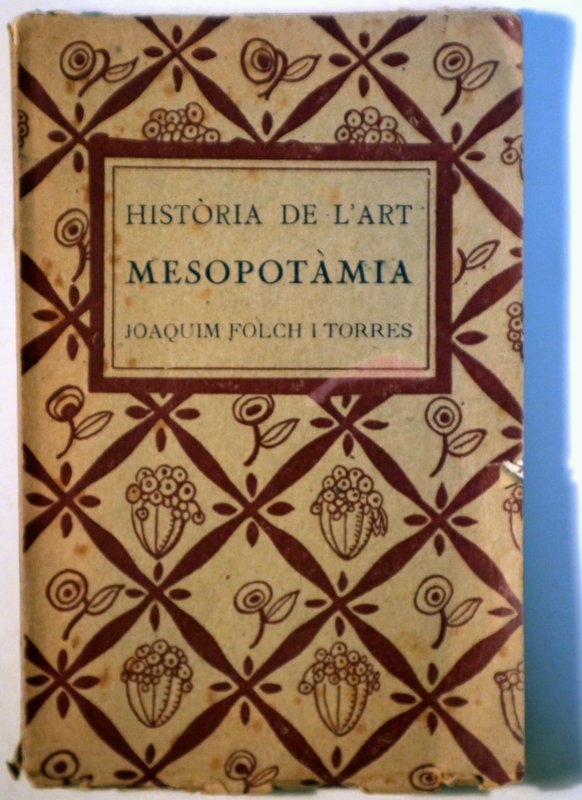 HISTÒRIA DE L'ART
MESOPOTÀMIA
JOAQUIM FOLCH I TORRES